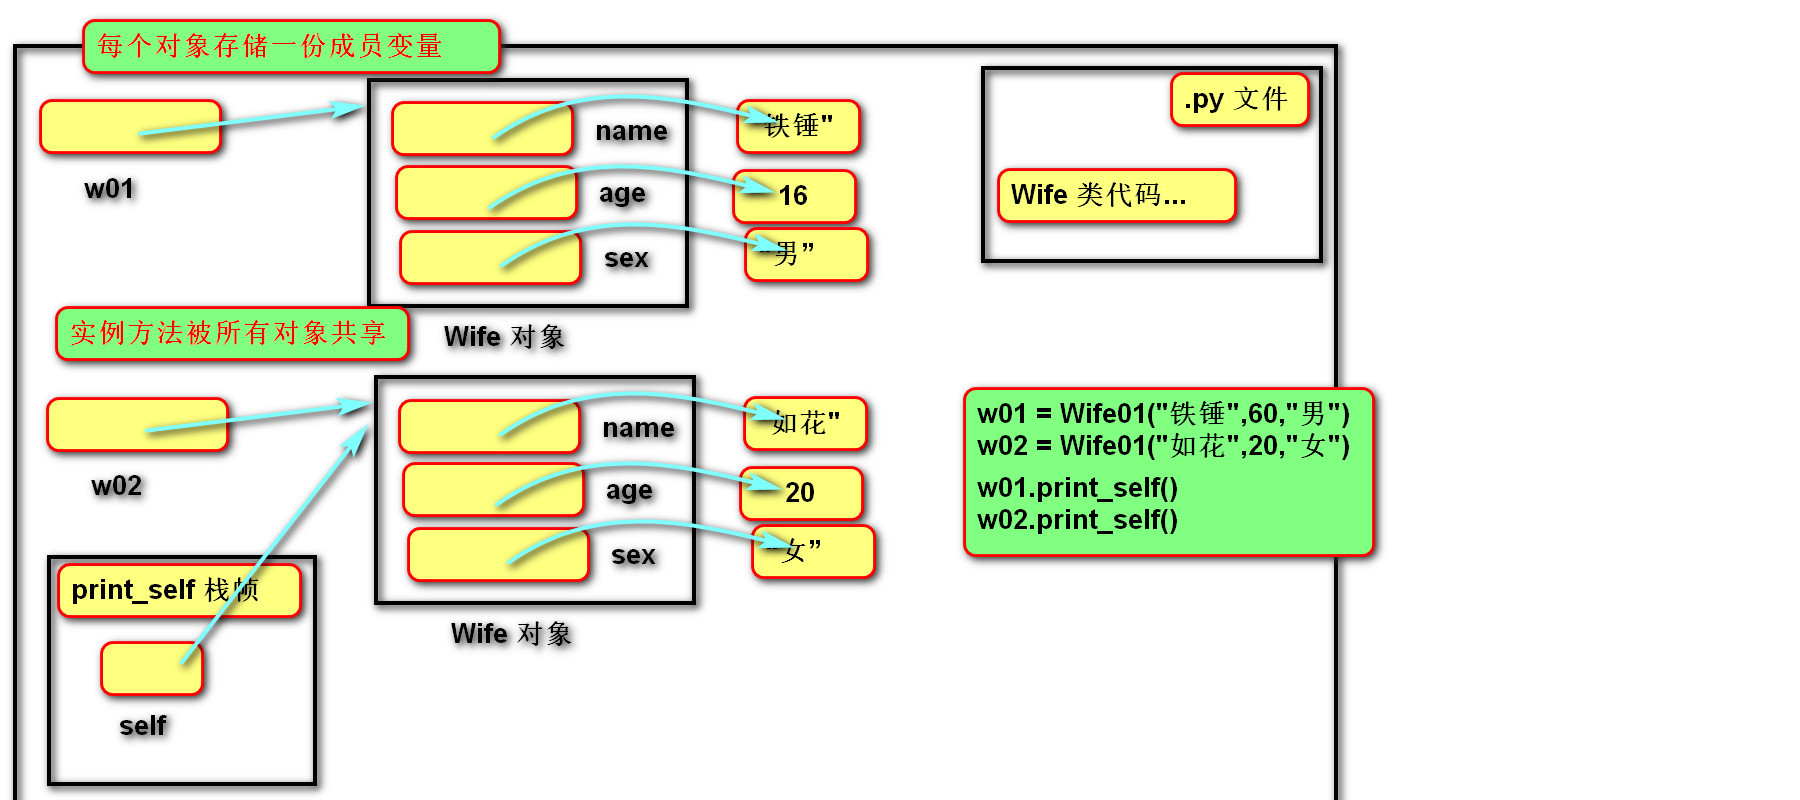 每个对象存储一份成员变量
w01
name
铁锤"
age
16
sex
“男”
Wife 对象
.py 文件
Wife 类代码...
实例方法被所有对象共享
w02
name
如花"
age
20
sex
“女”
Wife 对象
w01 = Wife01("铁锤",60,"男")
w02 = Wife01("如花",20,"女")
w01.print_self()
w02.print_self()
print_self 栈帧
self